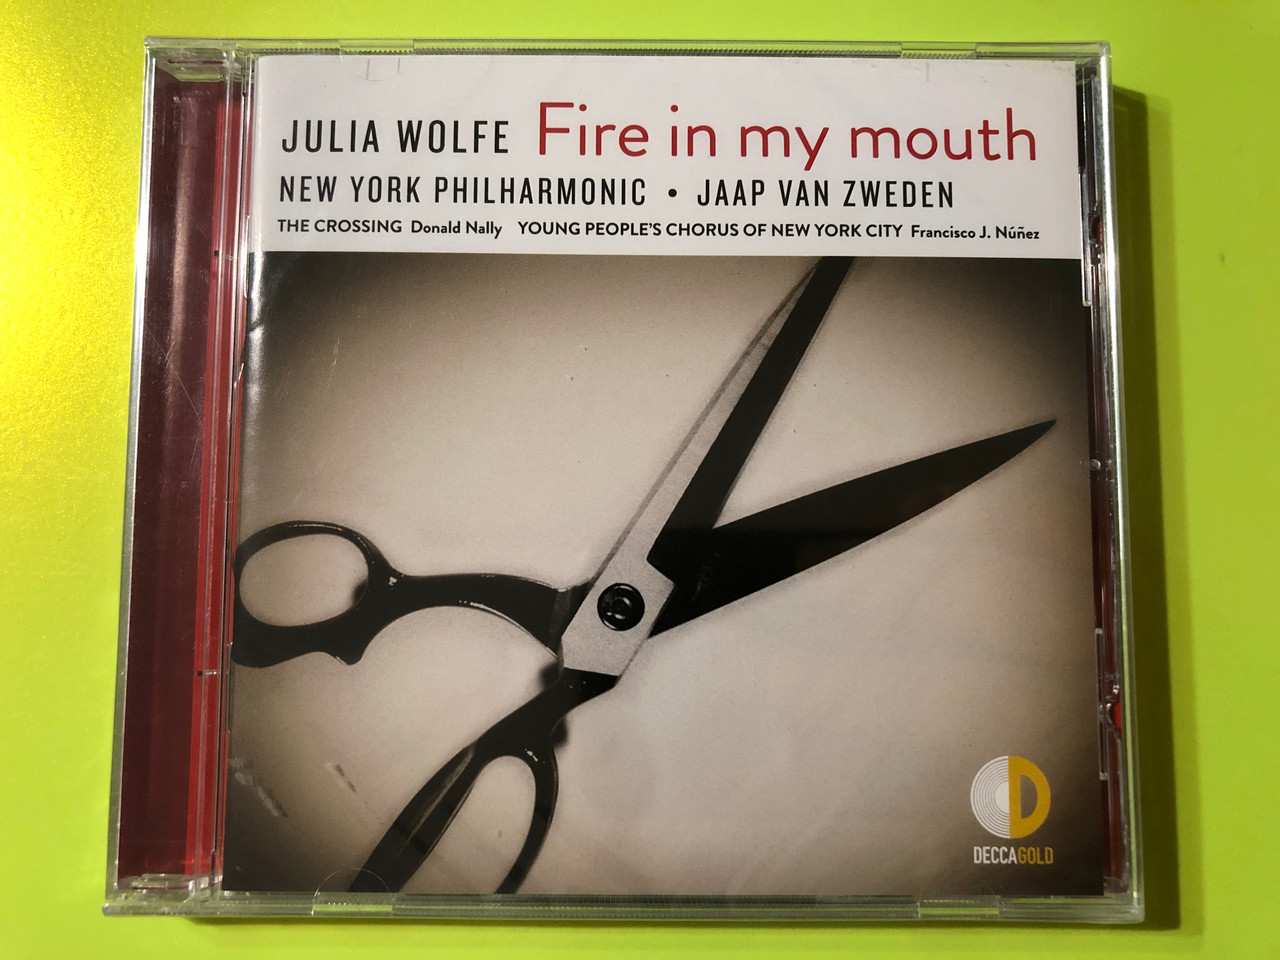 JULIA WOLFE Fire in my mouth
NEW YORK PHILHARMONIC • JAAP VAN ZWEDEN
THE CROSSING Donald Nally YOUNG PEOPLE'S CHORUS OF NEW YORK CITY Francisco J. Núñez
D
DECCAGOLD